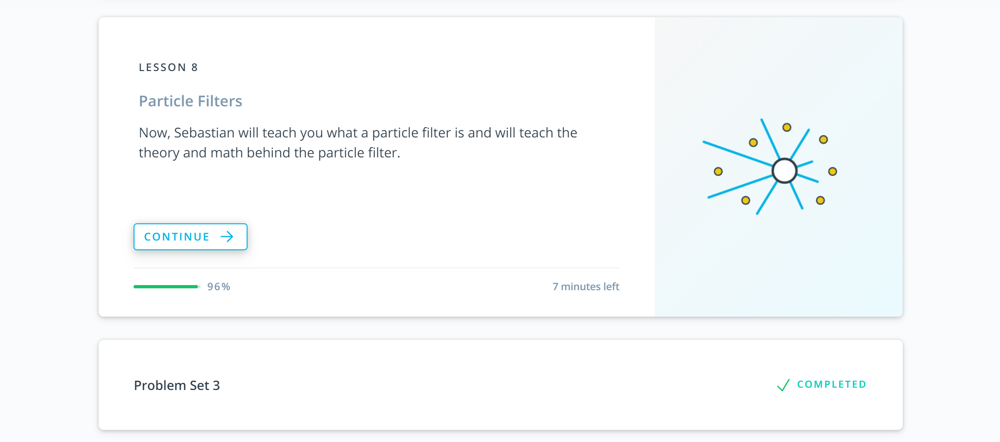 LESSON 8
Particle Filters
Now, Sebastian will teach you what a particle filter is and will teach the
theory and math behind the particle filter.
CONTINUE
96%
7 minutes left
Problem Set 3
COMPLETED